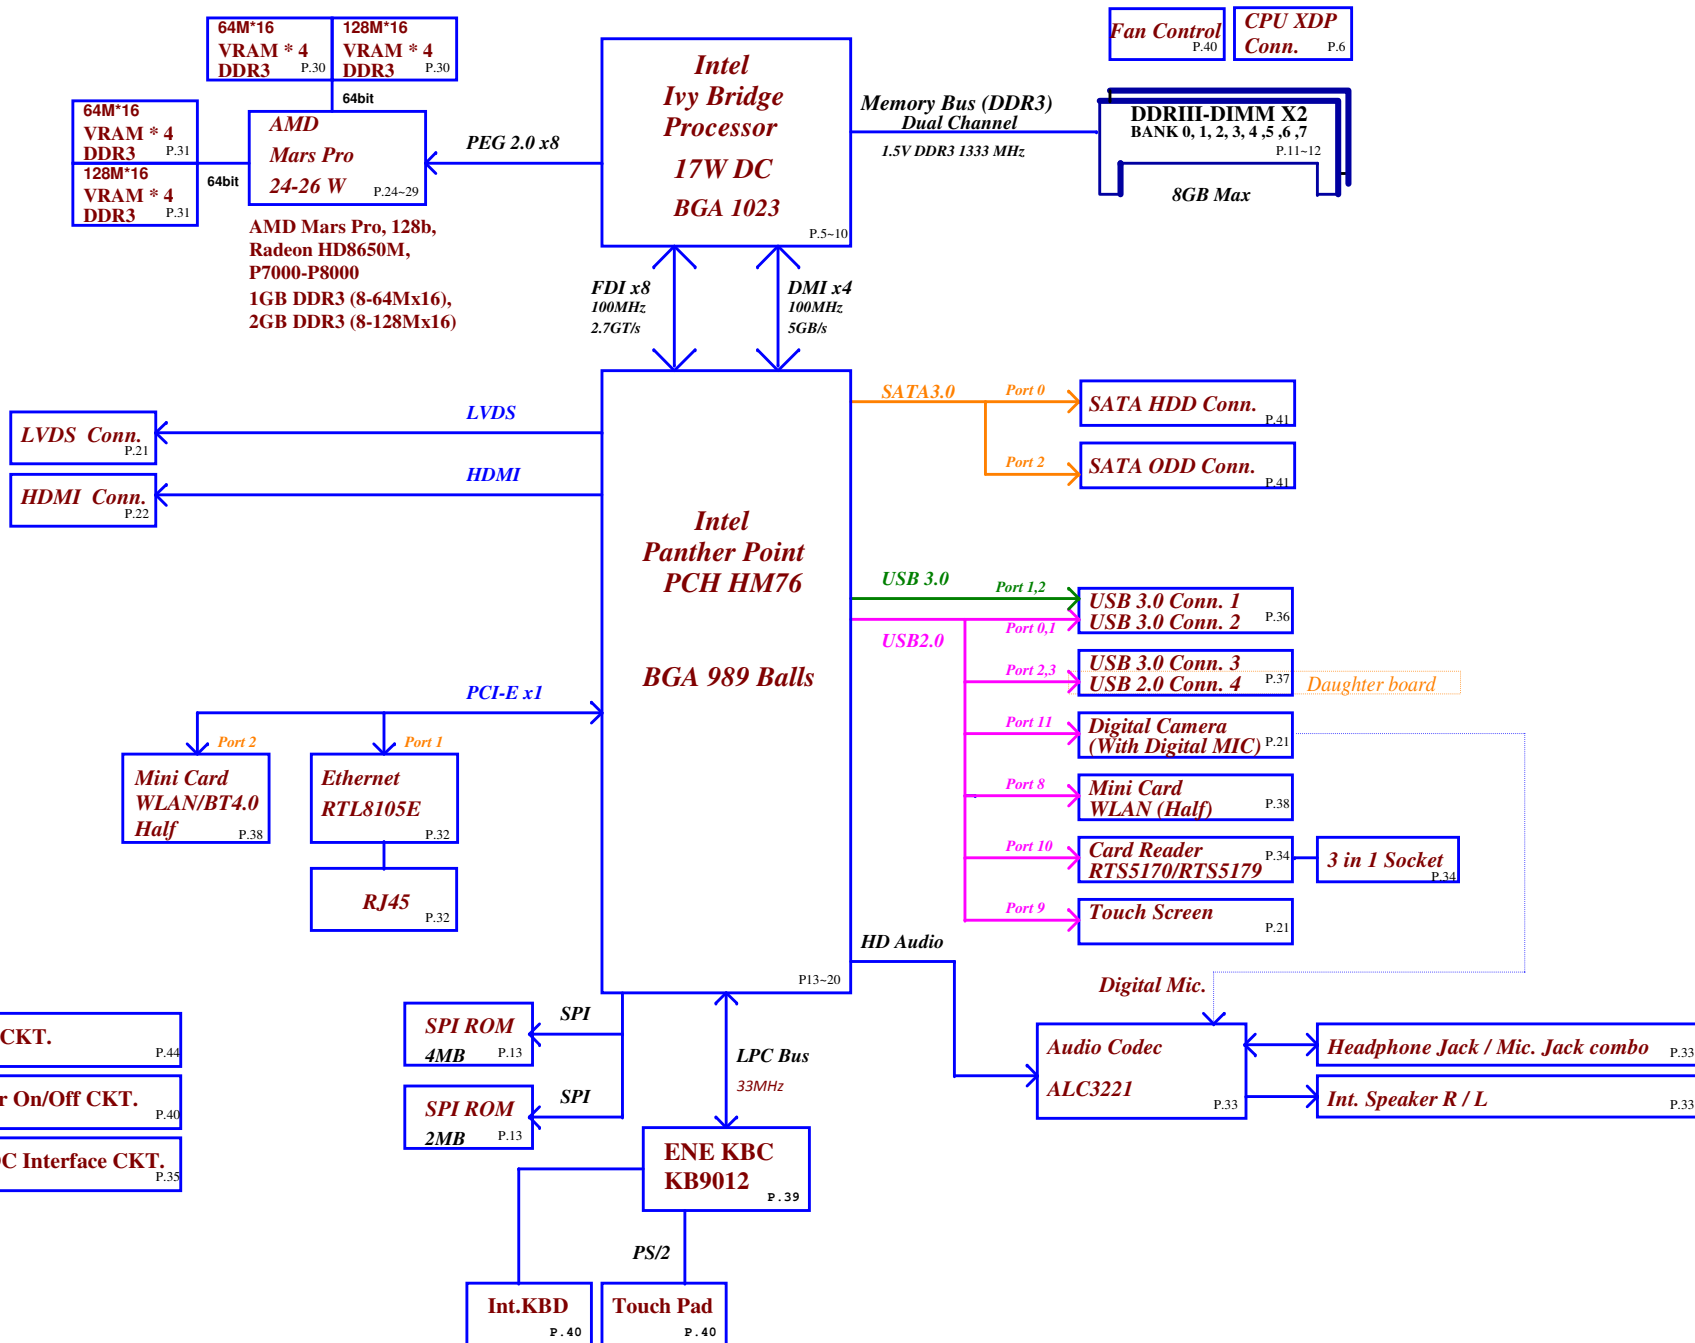 64M*16
VRAM * 4
DDR3 P.30
128M*16
VRAM * 4
DDR3 P.30
64bit
64M*16
VRAM * 4
DDR3 P.31
128M*16
VRAM * 4
DDR3 P.31
64bit
AMD
Mars Pro
24-26 W P.24~29
AMD Mars Pro, 128b,
Radeon HD8650M,
P7000-P8000
1GB DDR3 (8-64Mx16),
2GB DDR3 (8-128Mx16)
PEG 2.0 x8
Intel
Ivy Bridge
Processor
17W DC
BGA 1023
P.5~10
Memory Bus (DDR3)
Dual Channel
1.5V DDR3 1333 MHz
Fan Control
P.40
CPU XDP
Conn. P.6
DDRIII-DIMM X2
BANK 0, 1, 2, 3, 4 ,5 ,6 ,7
P.11~12
8GB Max
FDI x8
100MHz
2.7GT/s
DMI x4
100MHz
5GB/s
LVDS
LVDS Conn.
P.21
HDMI
HDMI Conn.
P.22
Intel
Panther Point
PCH HM76
BGA 989 Balls
P13~20
SATA3.0
Port 0
SATA HDD Conn.
P.41
Port 2
SATA ODD Conn.
P.41
USB 3.0
Port 1,2
USB 3.0 Conn. 1
USB 3.0 Conn. 2 P.36
USB2.0
Port 0,1
Port 2,3
USB 3.0 Conn. 3
USB 2.0 Conn. 4 P.37
Daughter board
Port 11
Digital Camera
(With Digital MIC) P.21
Port 8
Mini Card
WLAN (Half) P.38
Port 10
Card Reader P.34
RTS5170/RTS5179
3 in 1 Socket
P.34
Port 9
Touch Screen
P.21
PCI-E x1
Port 2
Mini Card
WLAN/BT4.0
Half P.38
Port 1
Ethernet
RTL8105E
P.32
RJ45
P.32
HD Audio
Digital Mic.
Audio Codec
ALC3221
P.33
Headphone Jack / Mic. Jack combo P.33
Int. Speaker R / L P.33
SPI
SPI ROM
4MB P.13
SPI
SPI ROM
2MB P.13
LPC Bus
33MHz
ENE KBC
KB9012
P.39
PS/2
Int.KBD
P.40
Touch Pad
P.40
CKT.
P.44
r On/Off CKT.
P.40
C Interface CKT.
P.35